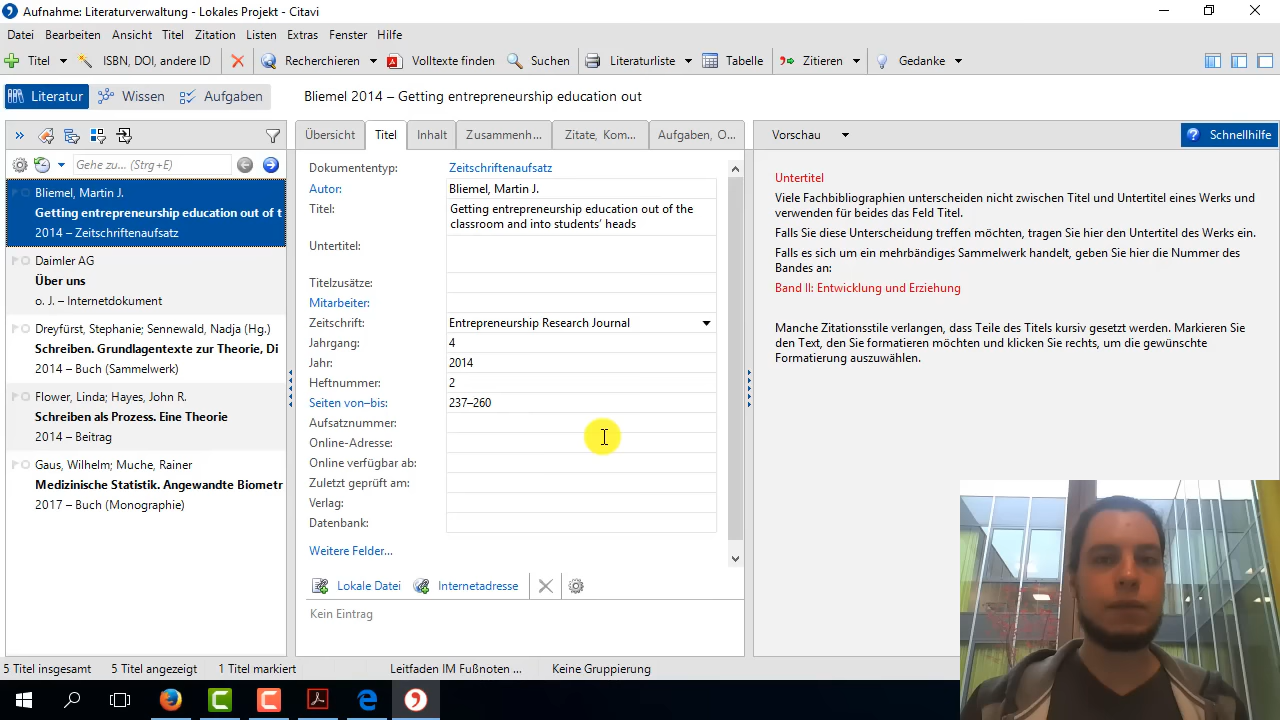 Aufnahme: Literaturverwaltung - Lokales Projekt - Citavi
Datei Bearbeiten Ansicht Titel Zitation Listen Extras Fenster Hilfe
Titel ISBN, DOI, andere ID Recherchieren Volltexte finden Suchen Literaturliste Tabelle Zitieren Gedanke
Literatur Wissen Aufgaben
Bliemel 2014 – Getting entrepreneurship education out
Gehe zu... (Strg+E)
Bliemel, Martin J.
Getting entrepreneurship education out of t
2014 – Zeitschriftenaufsatz
Daimler AG
Über uns
o. J. – Internetdokument
Dreyfürst, Stephanie; Sennewald, Nadja (Hg.)
Schreiben. Grundlagentexte zur Theorie, Di
2014 – Buch (Sammelwerk)
Flower, Linda; Hayes, John R.
Schreiben als Prozess. Eine Theorie
2014 – Beitrag
Gaus, Wilhelm; Muche, Rainer
Medizinische Statistik. Angewandte Biometr
2017 – Buch (Monographie)
Übersicht Titel Inhalt Zusammenh... Zitate, Kom... Aufgaben, O...
Dokumententyp: Zeitschriftenaufsatz
Autor: Bliemel, Martin J.
Titel: Getting entrepreneurship education out of the
classroom and into students’ heads
Untertitel:
Titelzusätze:
Mitarbeiter:
Zeitschrift: Entrepreneurship Research Journal
Jahrgang: 4
Jahr: 2014
Heftnummer: 2
Seiten von–bis: 237–260
Aufsatznummer:
Online-Adresse:
Online verfügbar ab:
Zuletzt geprüft am:
Verlag:
Datenbank:
Weitere Felder...
Lokale Datei Internetadresse
Kein Eintrag
Vorschau
? Schnellhilfe
Untertitel
Viele Fachbibliographien unterscheiden nicht zwischen Titel und Untertitel eines Werks und
verwenden für beides das Feld Titel.
Falls Sie diese Unterscheidung treffen möchten, tragen Sie hier den Untertitel des Werks ein.
Falls es sich um ein mehrbändiges Sammelwerk handelt, geben Sie hier die Nummer des
Bandes an:
Band II: Entwicklung und Erziehung
Manche Zitationsstile verlangen, dass Teile des Titels kursiv gesetzt werden. Markieren Sie
den Text, den Sie formatieren möchten und klicken Sie rechts, um die gewünschte
Formatierung auszuwählen.
5 Titel insgesamt 5 Titel angezeigt 1 Titel markiert Leitfaden IM Fußnoten ... Keine Gruppierung